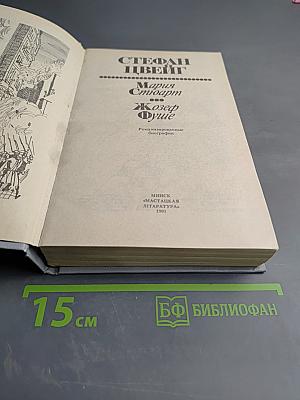 СТЕФАН
ЦВЕЙГ
Мария
Стюарт
Жозеф
Фуше
Романизированные
биографии
МИНСК
«МАСТАЦКАЯ
ЛІТАРАТУРА»
1991
15 см
БФ БИБЛИОФАН